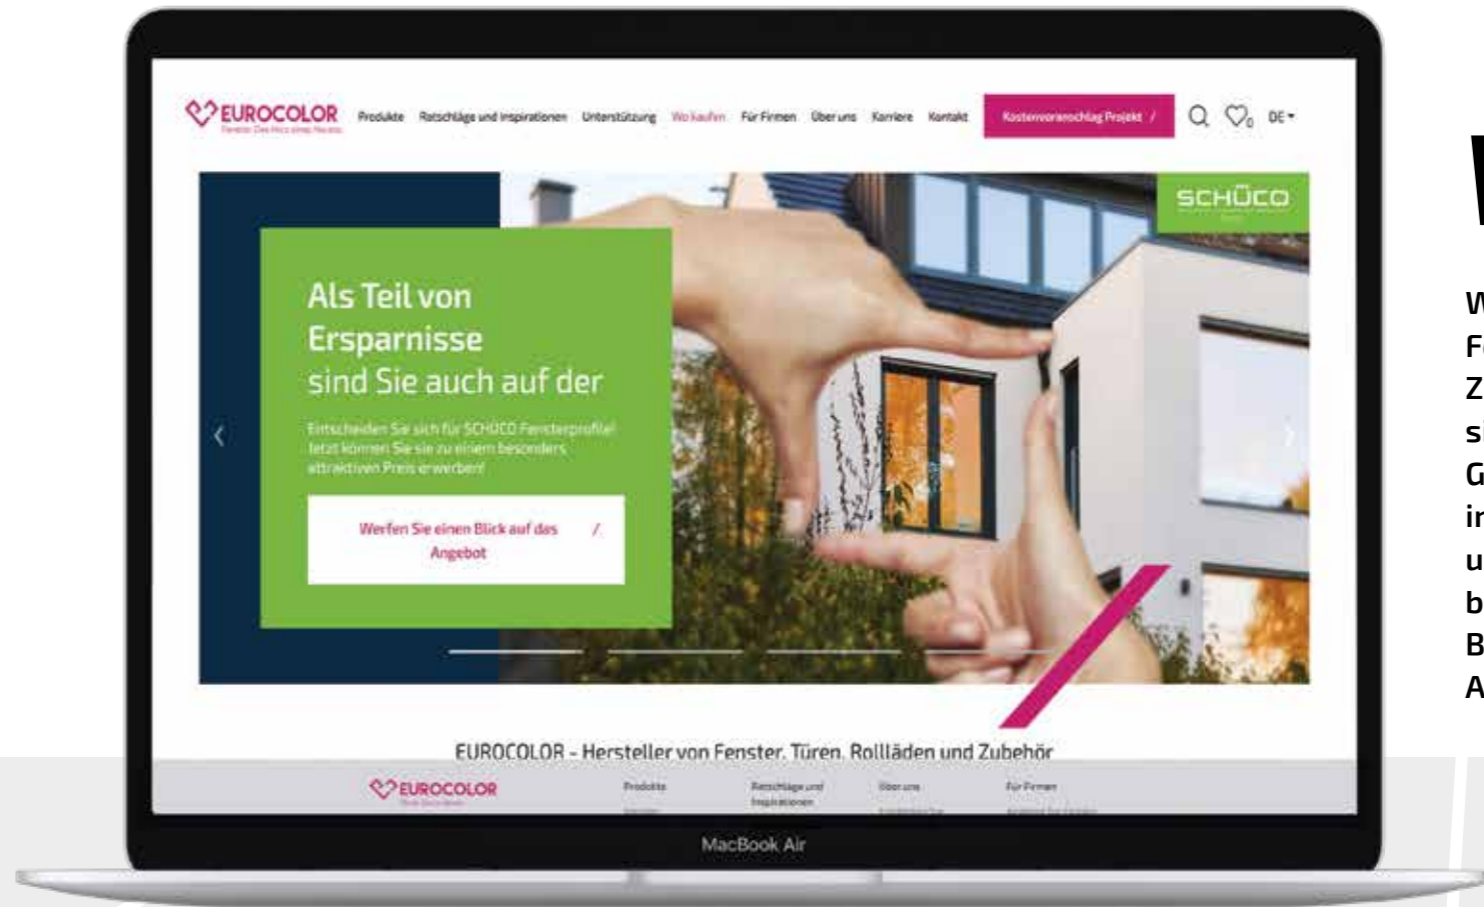 EUROCOLOR
Produkte Ratschläge und Inspirationen Unterstützung Wo kaufen Für Firmen Über uns Karriere Kontakt
Kostenvoranschlag Projekt /
0 DE
SCHÜCO
Als Teil von
Ersparnisse
sind Sie auch auf der
Entscheiden Sie sich für SCHÜCO Fensterprofile!
Jetzt können Sie sie zu einem besonders
attraktiven Preis erwerben!
Werfen Sie einen Blick auf das /
Angebot
EUROCOLOR - Hersteller von Fenster, Türen, Rollläden und Zubehör
EUROCOLOR
Produkte
Ratschläge und
Inspirationen
Über uns
Für Firmen
MacBook Air